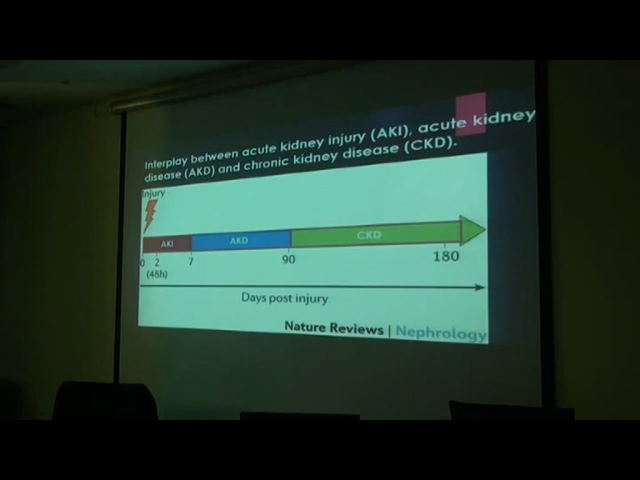 Interplay between acute kidney injury (AKI), acute kidney
disease (AKD) and chronic kidney disease (CKD).
Injury
AKI AKD CKD
0 2 7 90 180
(48h)
Days post injury
Nature Reviews | Nephrology